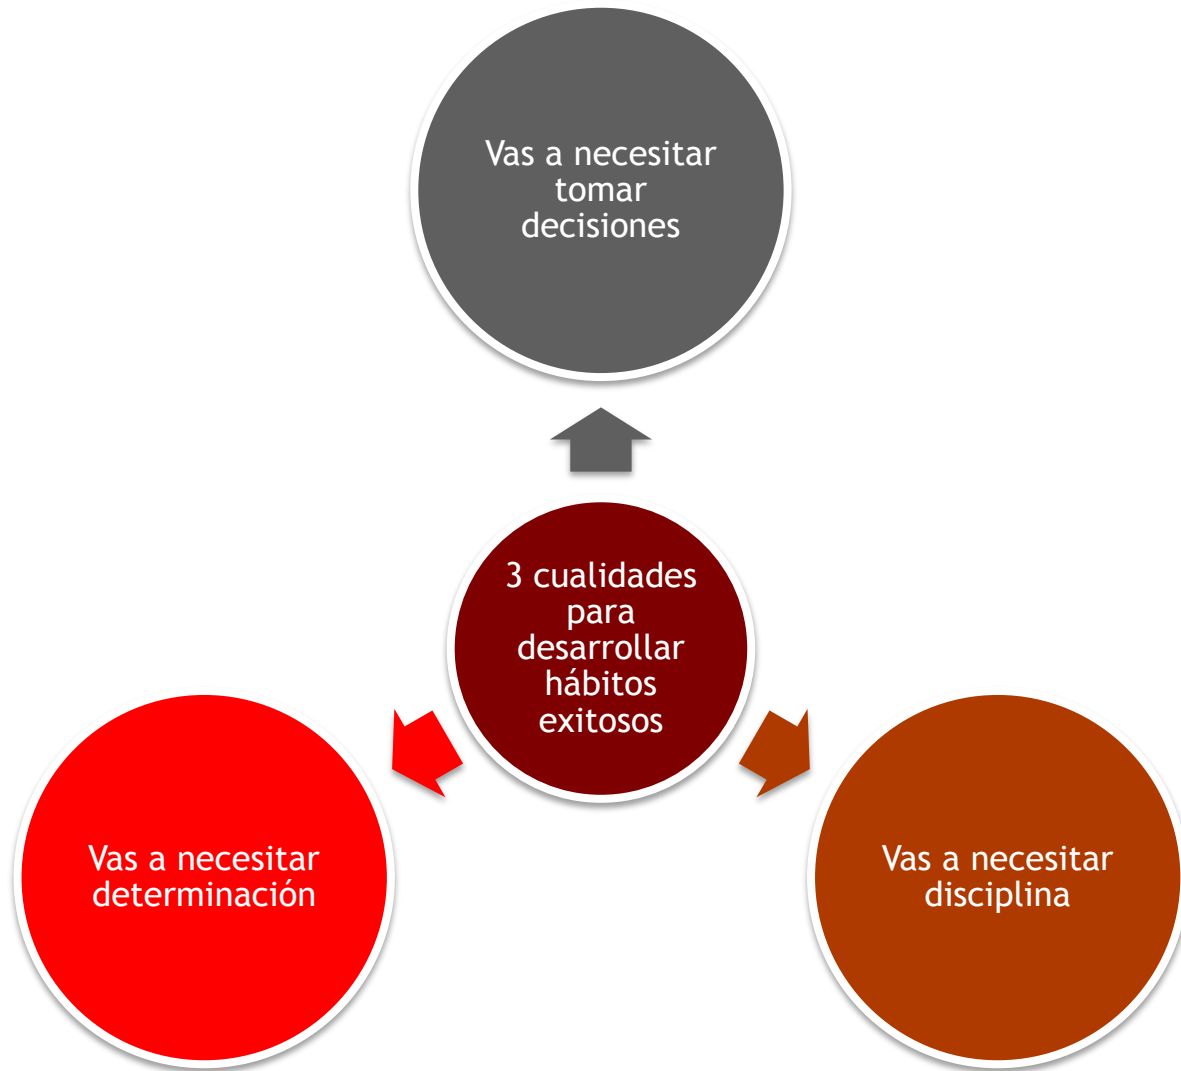 Vas a necesitar
tomar
decisiones
3 cualidades
para
desarrollar
hábitos
exitosos
Vas a necesitar
determinación
Vas a necesitar
disciplina